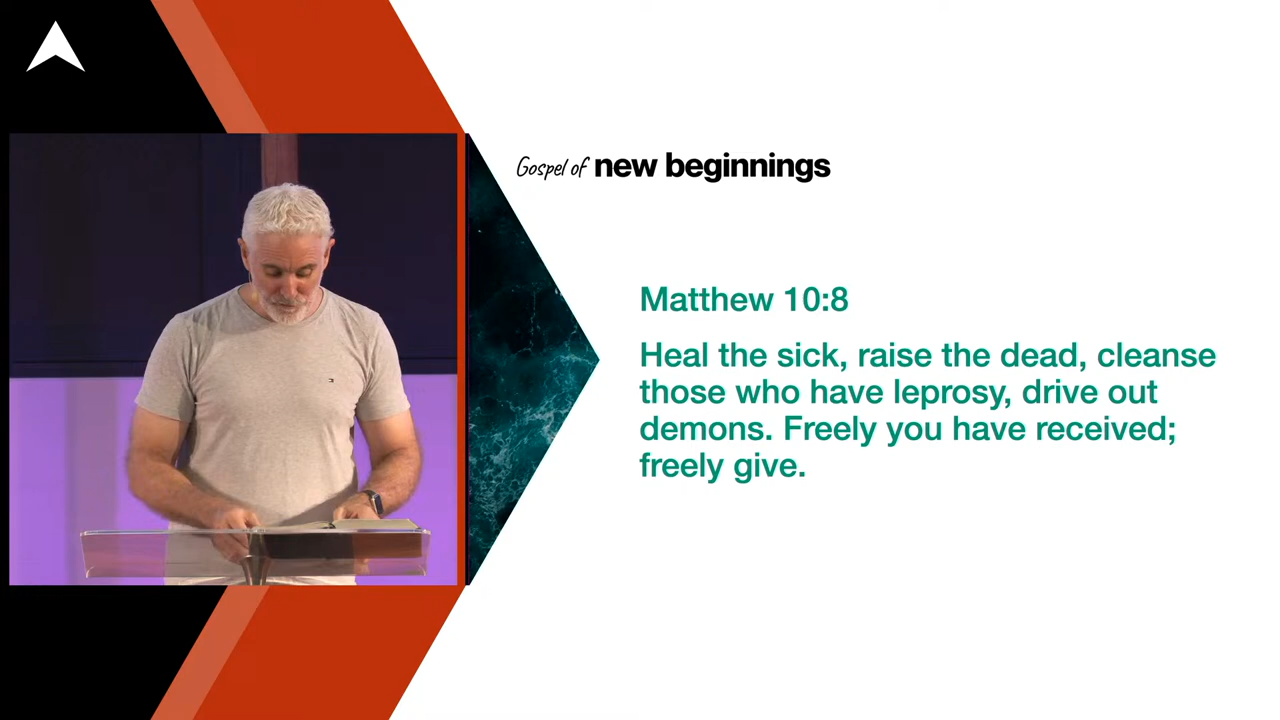 Gospel of new beginnings
Matthew 10:8
Heal the sick, raise the dead, cleanse
those who have leprosy, drive out
demons. Freely you have received;
freely give.